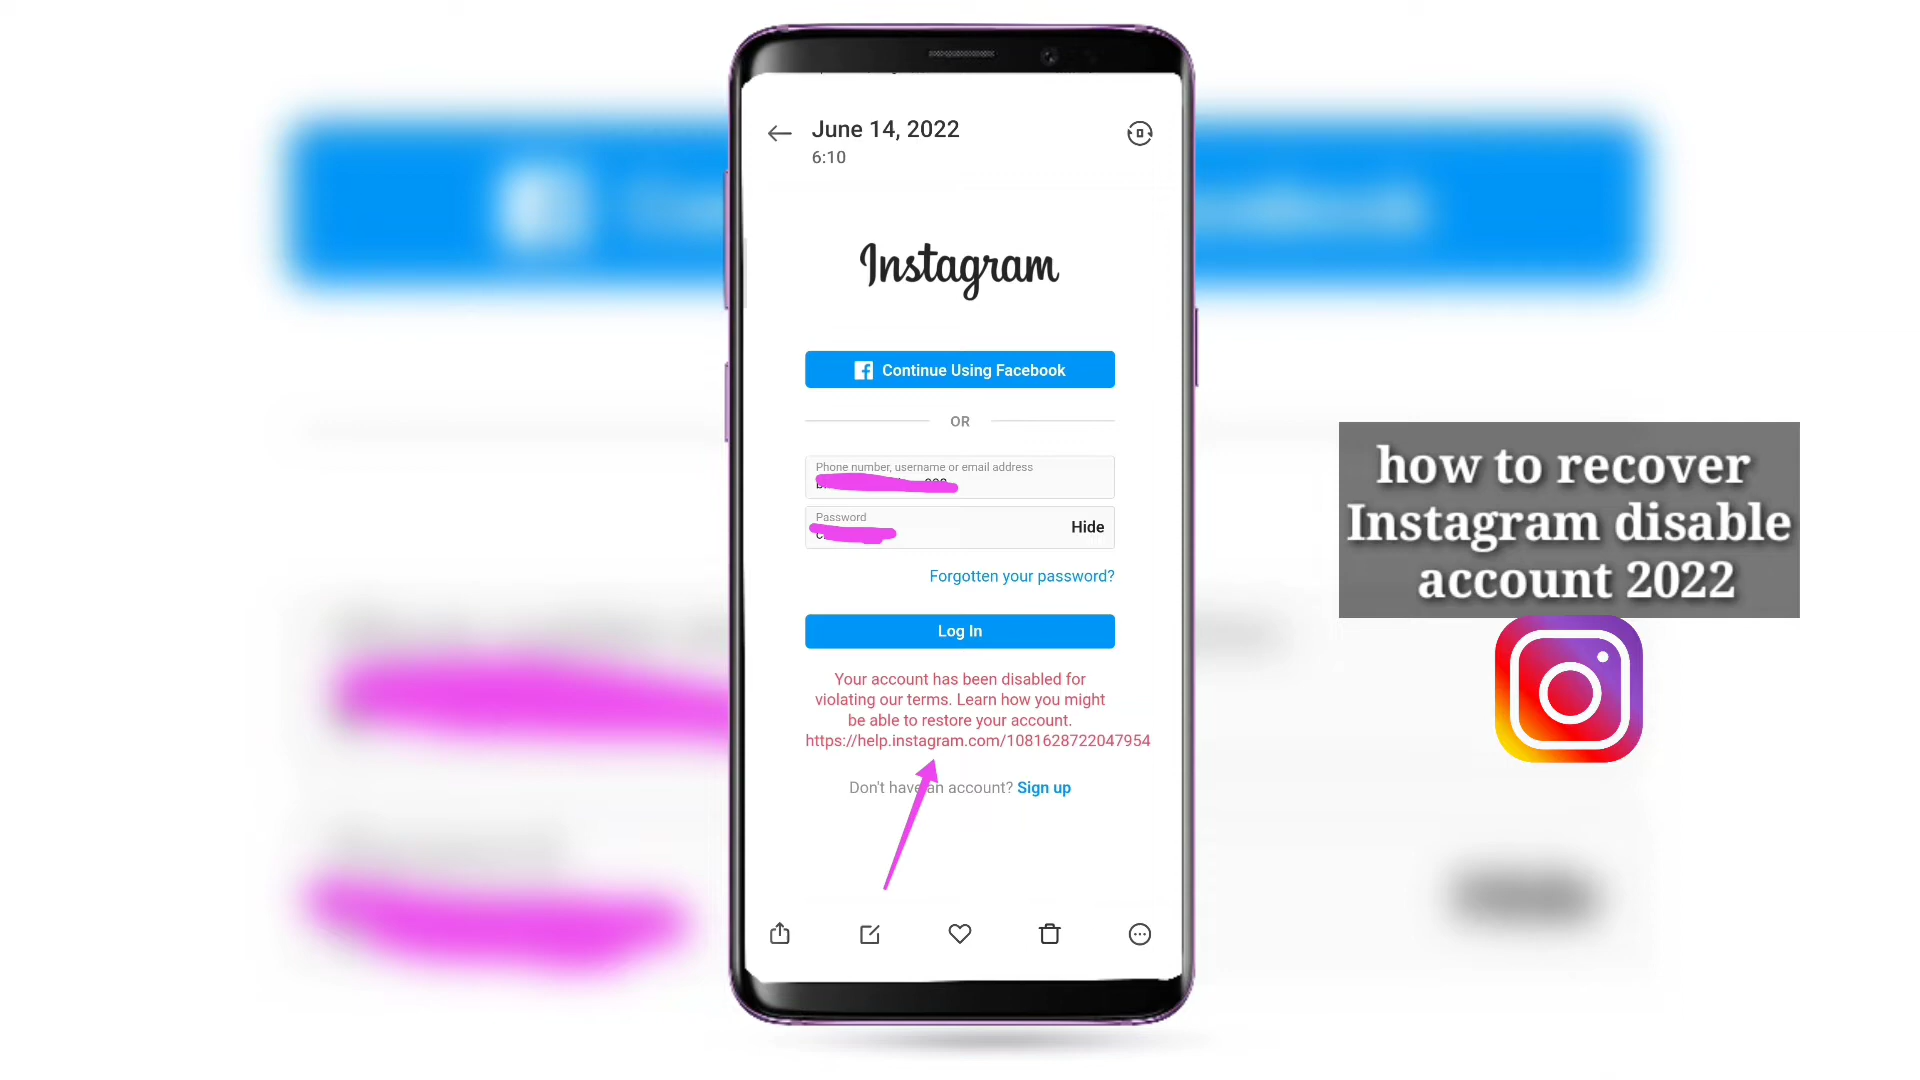 June 14, 2022
6:10
Instagram
Continue Using Facebook
OR
Phone number, username or email address
Password
Hide
Forgotten your password?
Log In
Your account has been disabled for
violating our terms. Learn how you might
be able to restore your account.
https://help.instagram.com/1081628722047954
Don't have an account? Sign up
how to recover
Instagram disable
account 2022